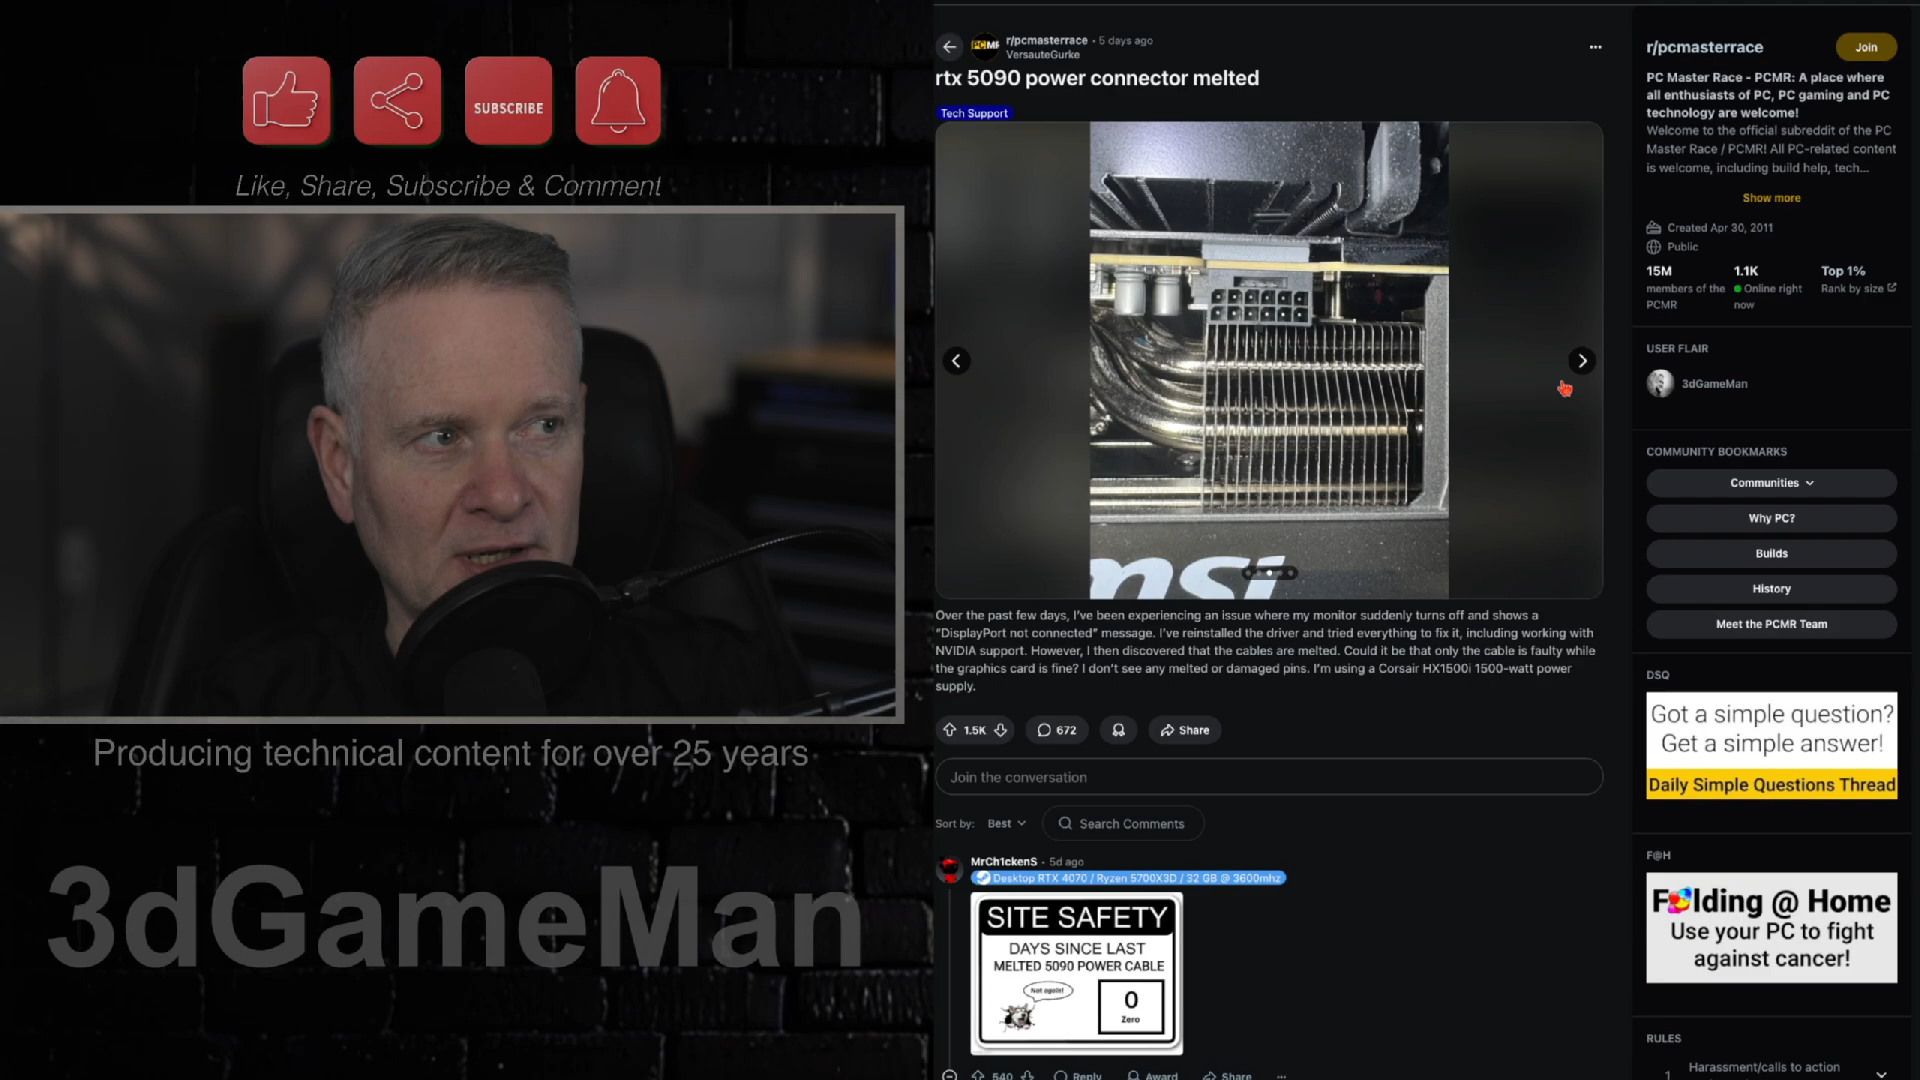 SUBSCRIBE
Like, Share, Subscribe & Comment
Producing technical content for over 25 years
3dGameMan
r/pcmasterrace • 5 days ago
VersauteGurke
rtx 5090 power connector melted
Tech Support
msi
Over the past few days, I've been experiencing an issue where my monitor suddenly turns off and shows a
"DisplayPort not connected" message. I've reinstalled the driver and tried everything to fix it, including working with
NVIDIA support. However, I then discovered that the cables are melted. Could it be that only the cable is faulty while
the graphics card is fine? I don't see any melted or damaged pins. I'm using a Corsair HX1500i 1500-watt power
supply.
1.5K
672
Share
Join the conversation
Sort by: Best
Search Comments
MrCh1ckenS • 5d ago
Desktop RTX 4070 / Ryzen 5700X3D / 32 GB @ 3600mhz
SITE SAFETY
DAYS SINCE LAST
MELTED 5090 POWER CABLE
Not again!
0
Zero
540 Reply Award Share
r/pcmasterrace
Join
PC Master Race - PCMR: A place where
all enthusiasts of PC, PC gaming and PC
technology are welcome!
Welcome to the official subreddit of the PC
Master Race / PCMR! All PC-related content
is welcome, including build help, tech...
Show more
Created Apr 30, 2011
Public
15M 1.1K Top 1%
members of the Online right Rank by size
PCMR now
USER FLAIR
3dGameMan
COMMUNITY BOOKMARKS
Communities
Why PC?
Builds
History
Meet the PCMR Team
DSQ
Got a simple question?
Get a simple answer!
Daily Simple Questions Thread
F@H
Folding @ Home
Use your PC to fight
against cancer!
RULES
1 Harassment/calls to action